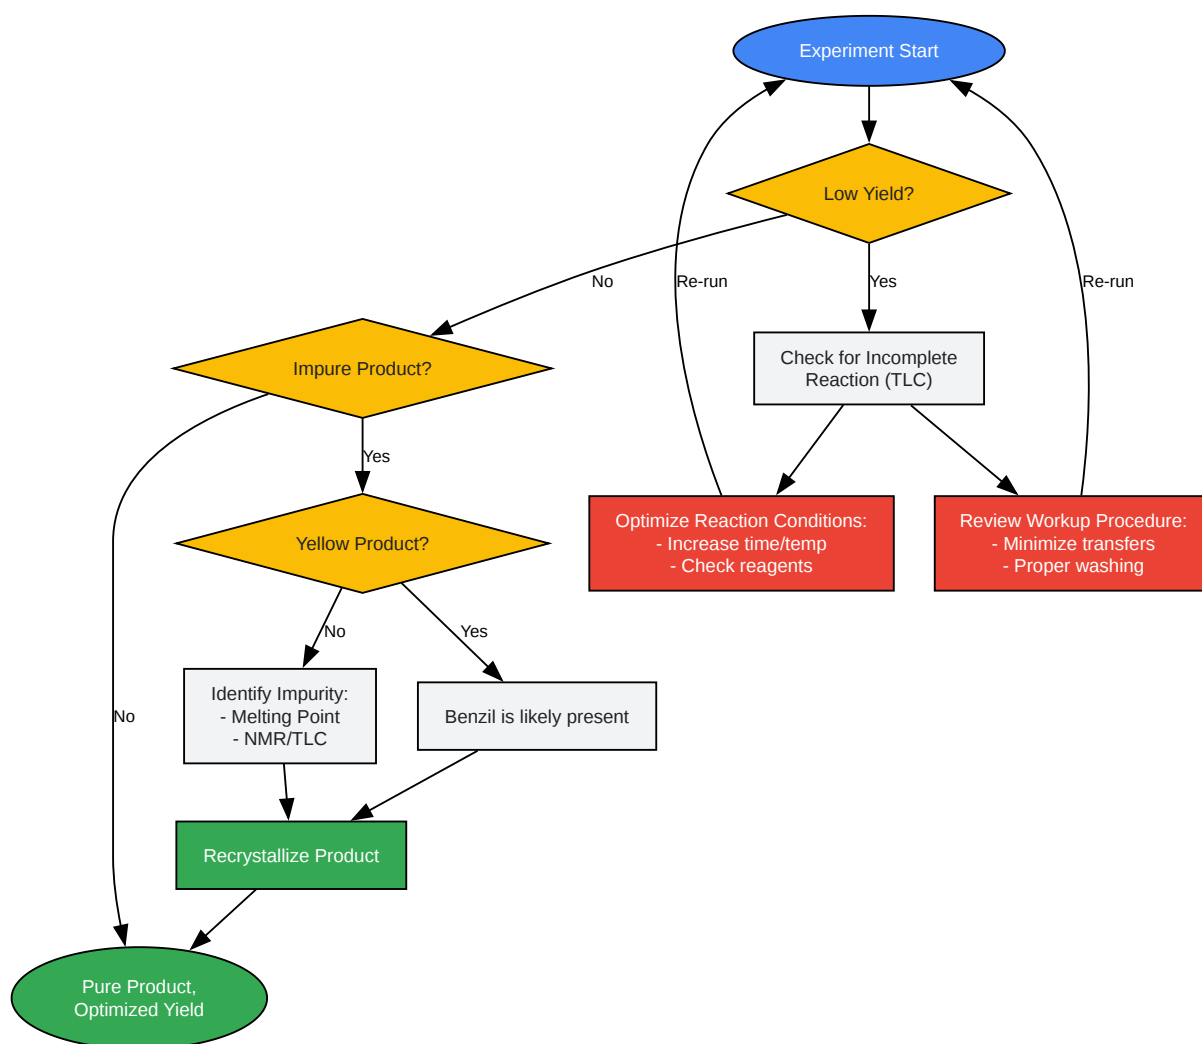 Experiment Start
Low Yield?
No
Re-run
Yes
Re-run
Check for Incomplete
Reaction (TLC)
Impure Product?
Yes
Optimize Reaction Conditions:
- Increase time/temp
- Check reagents
Review Workup Procedure:
- Minimize transfers
- Proper washing
Yellow Product?
No
Yes
Identify Impurity:
- Melting Point
- NMR/TLC
Benzil is likely present
No
Recrystallize Product
Pure Product,
Optimized Yield